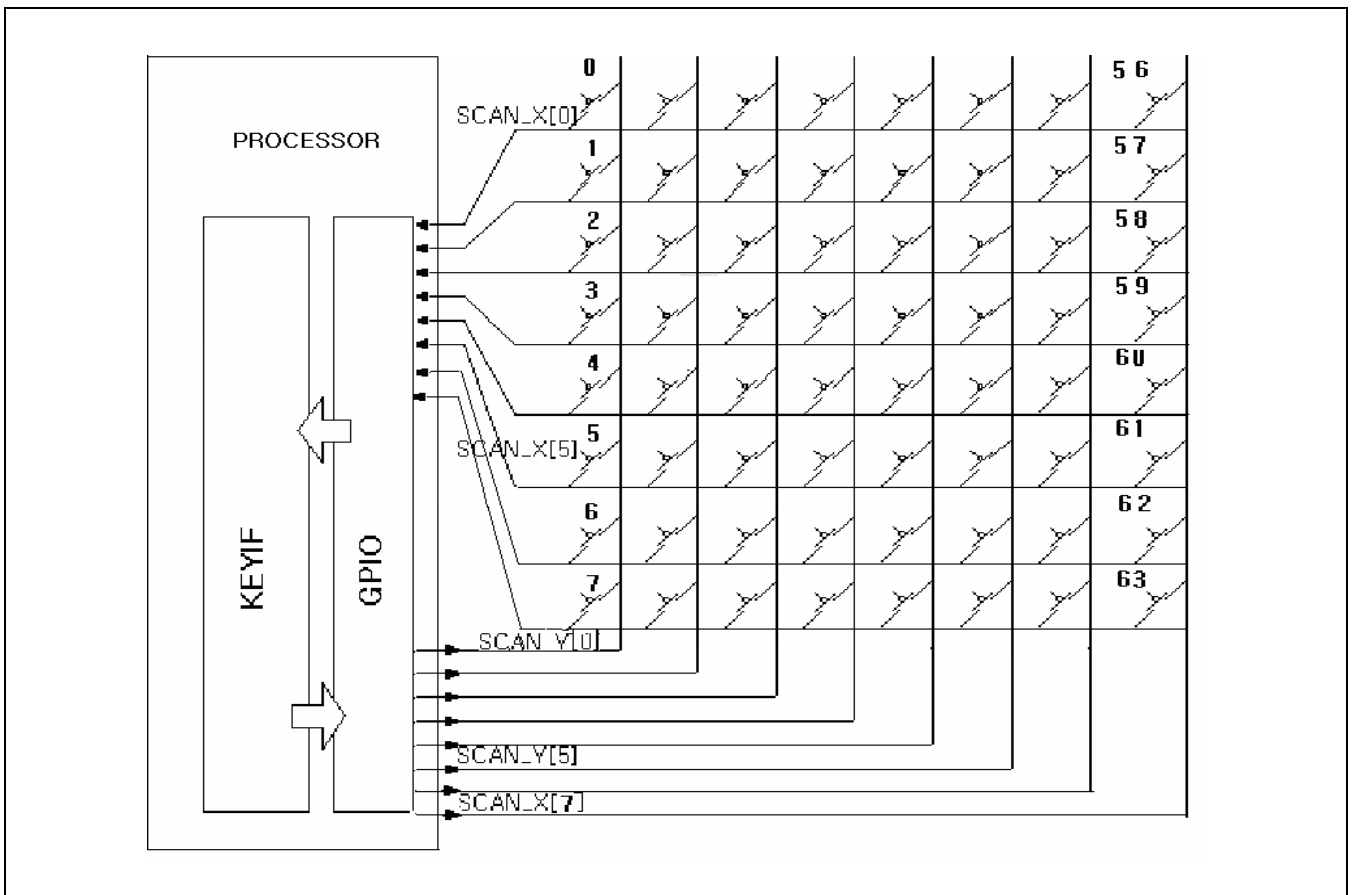 0
56
SCAN_X[0]
PROCESSOR
1
57
2
58
3
59
4
60
SCAN_X[5]
5
61
6
62
KEYIF
GPIO
7
63
SCAN_Y[0]
SCAN_Y[5]
SCAN_X[7]